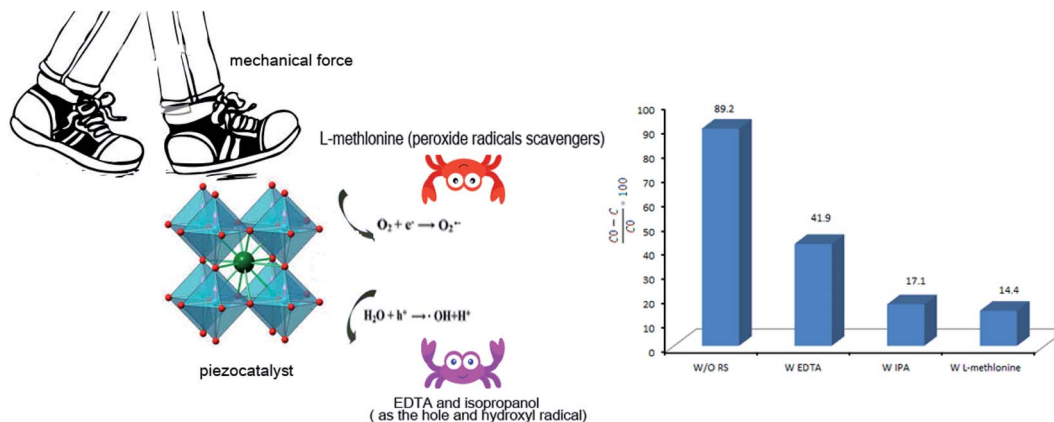 mechanical force
L-methlonine (peroxide radicals scavengers)
O₂ + e⁻ → O₂•⁻
H₂O + h⁺ → · OH+H⁺
piezocatalyst
EDTA and isopropanol
( as the hole and hydroxyl radical)
C0 − C
C0
* 100
100
90
80
70
60
50
40
30
20
10
0
89.2
41.9
17.1
14.4
W/O RS W EDTA W IPA W L-methlonine